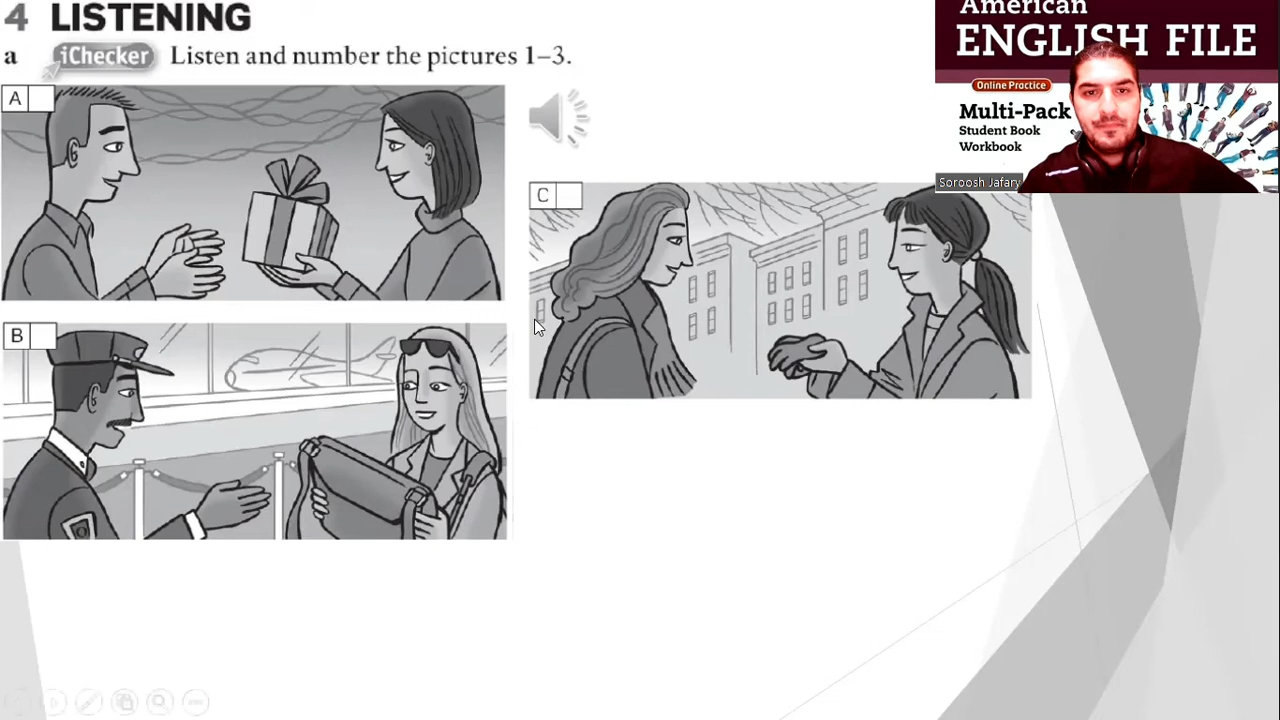 4 LISTENING
a iChecker Listen and number the pictures 1–3.
A
B
C
American
ENGLISH FILE
Online Practice
Multi-Pack
Student Book
Workbook
Soroosh Jafary